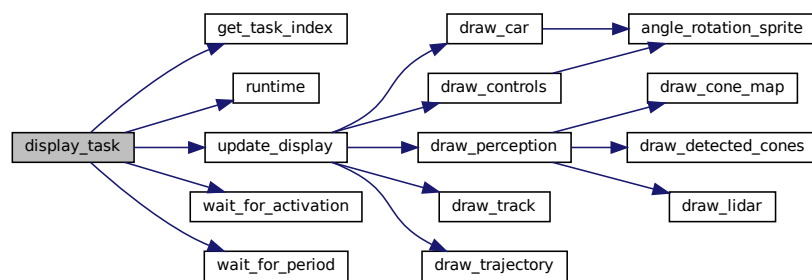 display_task
get_task_index
runtime
update_display
wait_for_activation
wait_for_period
draw_car
draw_controls
draw_perception
draw_track
draw_trajectory
angle_rotation_sprite
draw_cone_map
draw_detected_cones
draw_lidar